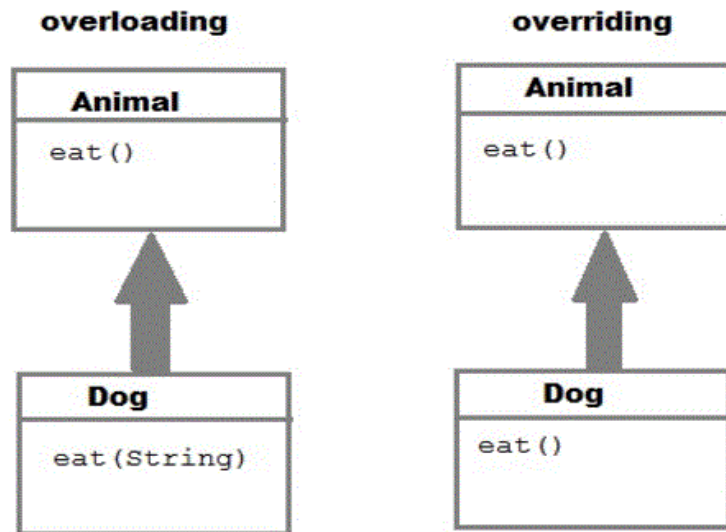 overloading
Animal
eat()
Dog
eat(String)
overriding
Animal
eat()
Dog
eat()